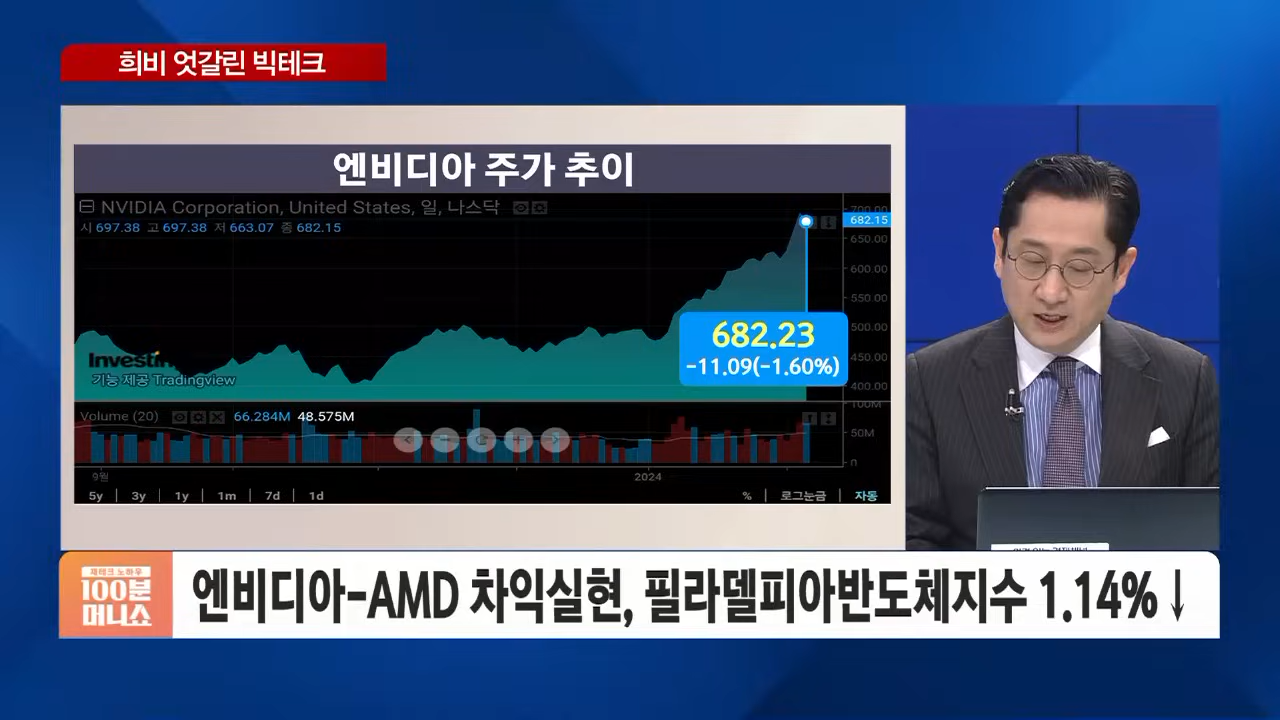 희비 엇갈린 빅테크
엔비디아 주가 추이
NVIDIA Corporation, United States, 일, 나스닥
시 697.38 고 697.38 저 663.07 종 682.15
700.00
682.15
650.00
600.00
550.00
500.00
450.00
400.00
682.23
-11.09(-1.60%)
Investin
기능 제공 Tradingview
Volume (20) 66.284M 48.575M
100M
50M
n
9월 2024
5y 3y 1y 1m 7d 1d % 로그눈금 자동
재테크 노하우
100분
머니쇼
엔비디아-AMD 차익실현, 필라델피아반도체지수 1.14%↓